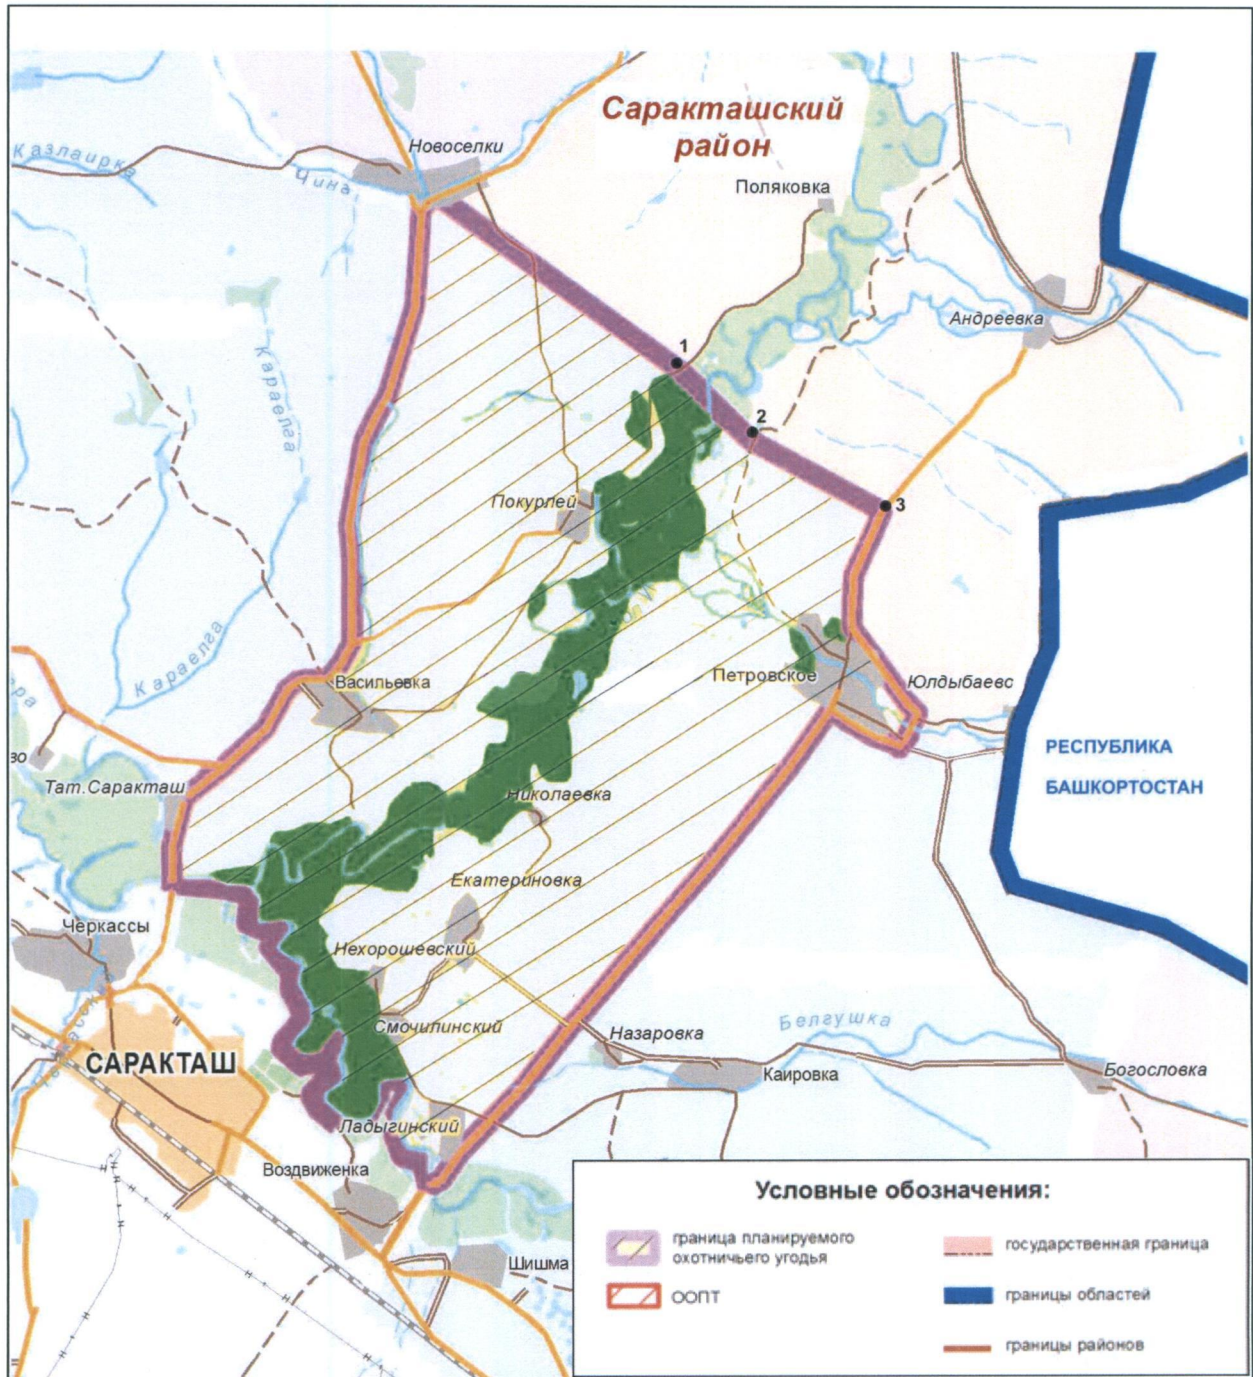 Саракташский
район
Новоселки
Казлаирка
Чина
Поляковка
Андреевка
1
2
3
Караелга
Покурлей
Караелга
Васильевка
Петровское
Юлдыбаевс
во
Тат.Саракташ
РЕСПУБЛИКА
БАШКОРТОСТАН
Николаевка
Екатериновка
Черкассы
Нехорошевский
Смочилинский
Назаровка
Белгушка
Каировка
Богословка
САРАКТАШ
Ладыгинский
Воздвиженка
Шишма
Условные обозначения:
граница планируемого
охотничьего угодья
ООПТ
государственная граница
границы областей
границы районов